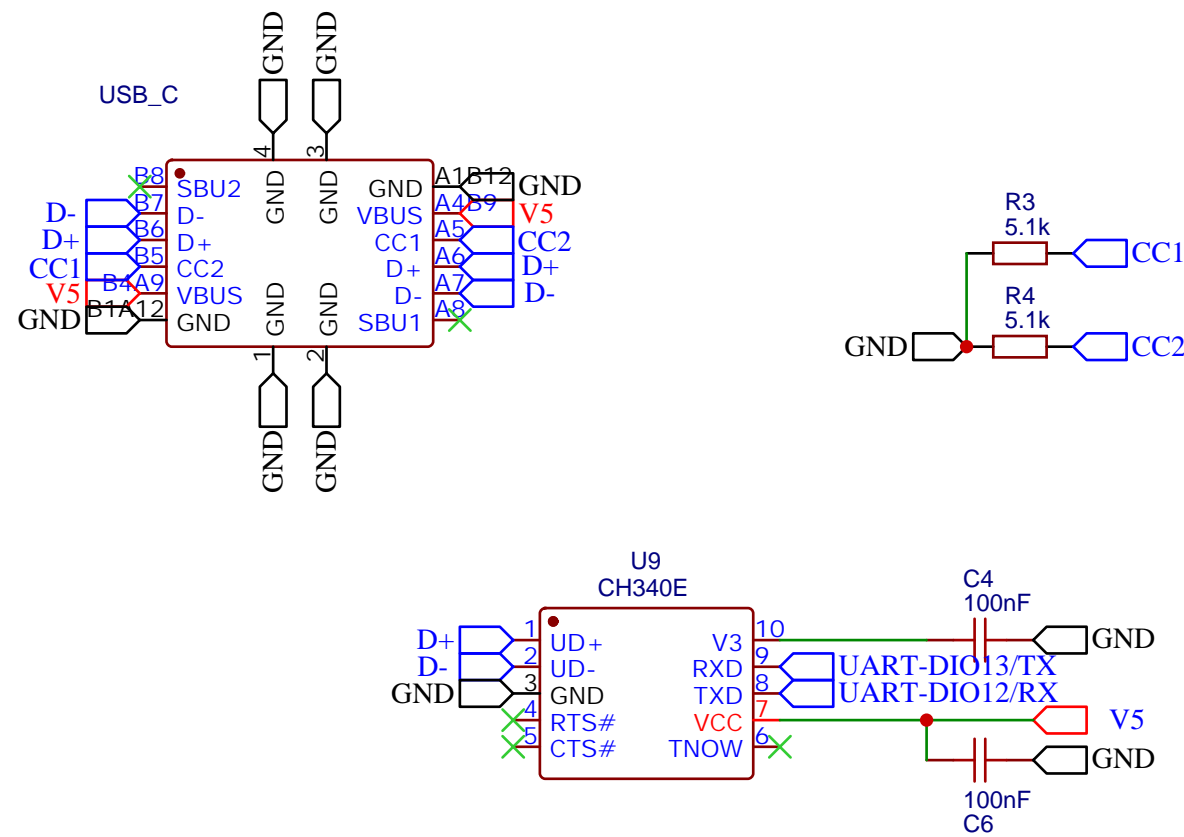 GND
GND
USB_C
4
3
B8
SBU2
GND
GND
GND
A1B12
GND
D-
B7
D-
VBUS
A4B9
V5
D+
B6
D+
CC1
A5
CC2
CC1
B5
CC2
D+
A6
D+
V5
B4A9
VBUS
D-
A7
D-
GND
B1A12
GND
GND
GND
SBU1
A8
1
2
GND
GND
R3
5.1k
CC1
R4
5.1k
GND
CC2
U9
CH340E
C4
100nF
D+
1
UD+
V3
10
GND
D-
2
UD-
RXD
9
UART-DIO13/TX
GND
3
GND
TXD
8
UART-DIO12/RX
4
RTS#
VCC
7
V5
5
CTS#
TNOW
6
GND
100nF
C6